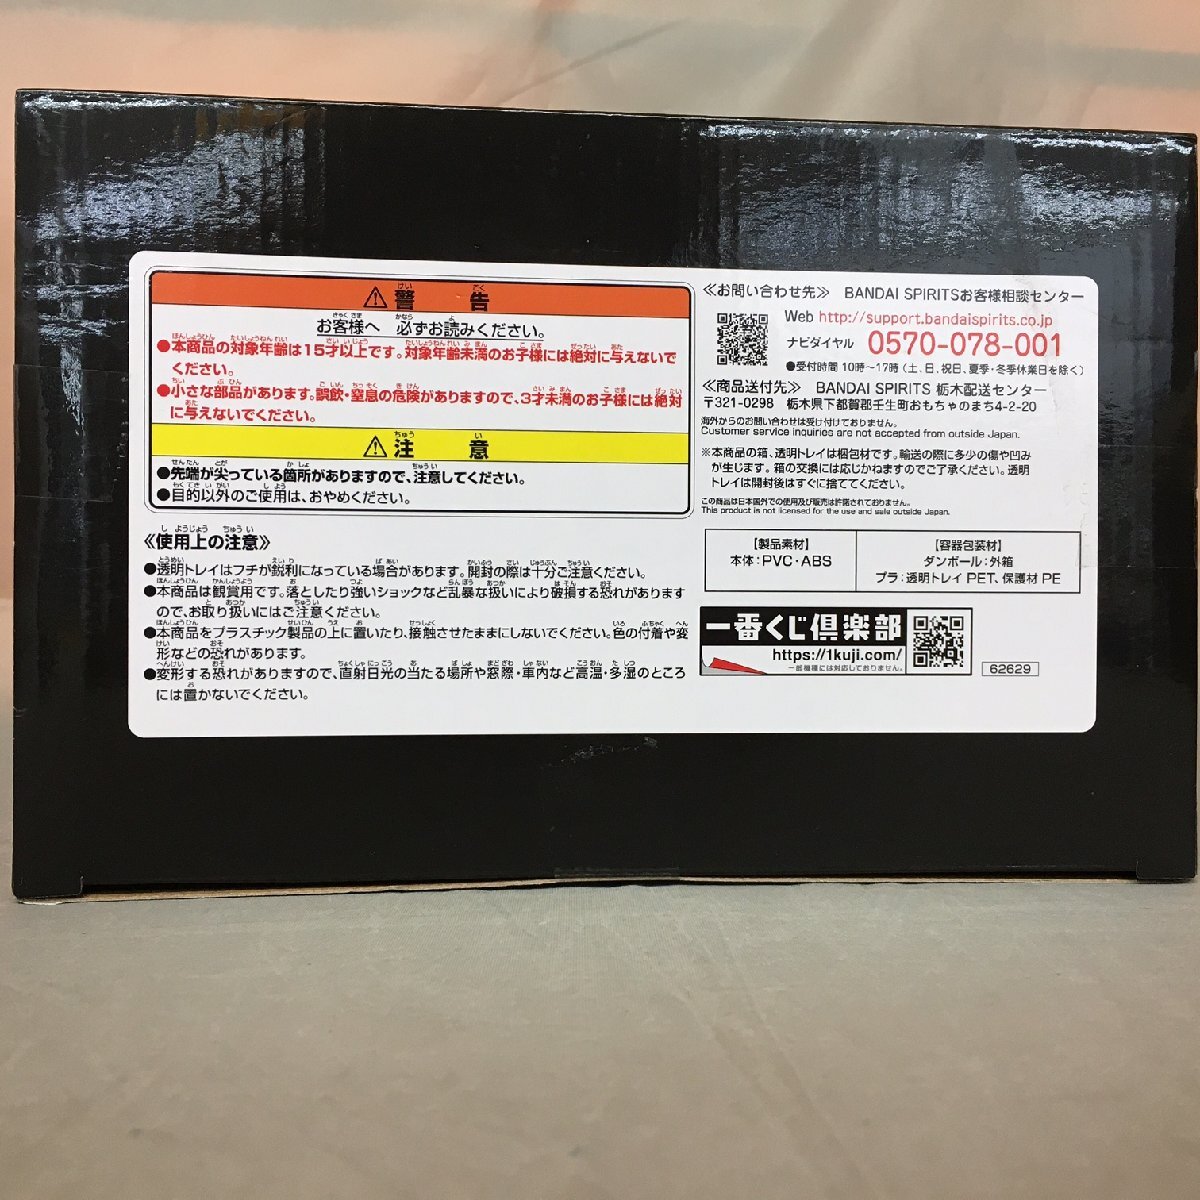 ⚠警告
お客様へ 必ずお読みください。
●本商品の対象年齢は15才以上です。対象年齢未満のお子様には絶対に与えないで
ください。
●小さな部品があります。誤飲・窒息の危険がありますので、3才未満のお子様には絶対
に与えないでください。
⚠注意
●先端が尖っている箇所がありますので、注意してください。
●目的以外のご使用は、おやめください。
≪使用上の注意≫
●透明トレイはフチが鋭利になっている場合があります。開封の際は十分ご注意ください。
●本商品は観賞用です。落としたり強いショックなど乱暴な扱いにより破損する恐れがあります
ので、お取り扱いにはご注意ください。
●本商品をプラスチック製品の上に置いたり、接触させたままにしないでください。色の付着や変
形などの恐れがあります。
●変形する恐れがありますので、直射日光の当たる場所や窓際・車内など高温・多湿のところ
には置かないでください。
≪お問い合わせ先≫ BANDAI SPIRITSお客様相談センター
Web http://support.bandaispirits.co.jp
ナビダイヤル 0570-078-001
●受付時間 10時〜17時(土、日、祝日、夏季・冬季休業日を除く)
≪商品送付先≫ BANDAI SPIRITS 栃木配送センター
〒321-0298 栃木県下都賀郡壬生町おもちゃのまち4-2-20
海外からのお問い合わせは受け付けておりません。
Customer service inquiries are not accepted from outside Japan.
※本商品の箱、透明トレイは梱包材です。輸送の際に多少の傷や凹み
が生じます。箱の交換には応じかねますのでご了承ください。透明
トレイは開封後はすぐに捨ててください。
この商品は日本国外での使用及び販売は許諾されておりません。
This product is not licensed for the use and sale outside Japan.
【製品素材】
本体:PVC・ABS
【容器包装材】
ダンボール:外箱
プラ:透明トレイ PET、保護材 PE
一番くじ倶楽部
https://1kuji.com/
一部機種には対応しておりません。
62629